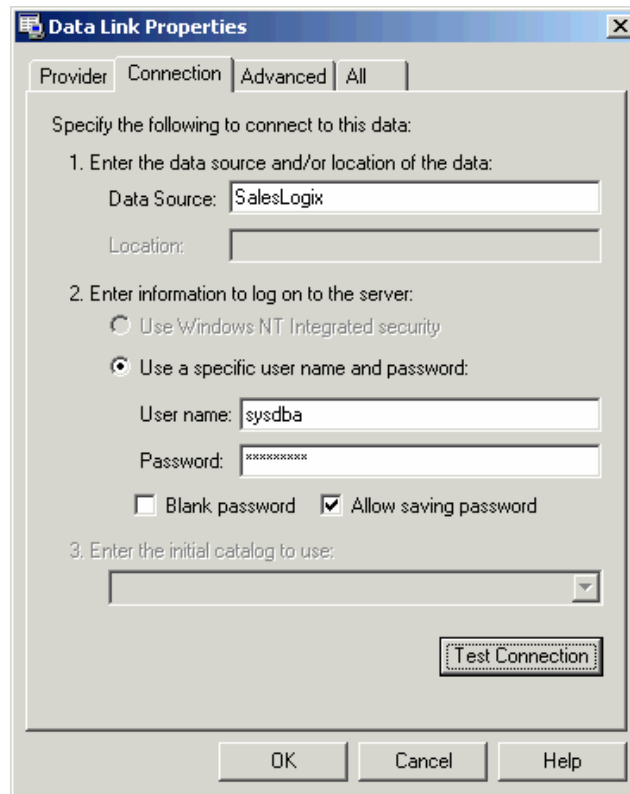 Data Link Properties
Provider Connection Advanced All
Specify the following to connect to this data:
1. Enter the data source and/or location of the data:
Data Source: SalesLogix
Location:
2. Enter information to log on to the server:
Use Windows NT Integrated security
Use a specific user name and password:
User name: sysdba
Password: *********
Blank password Allow saving password
3. Enter the initial catalog to use:
Test Connection
OK Cancel Help